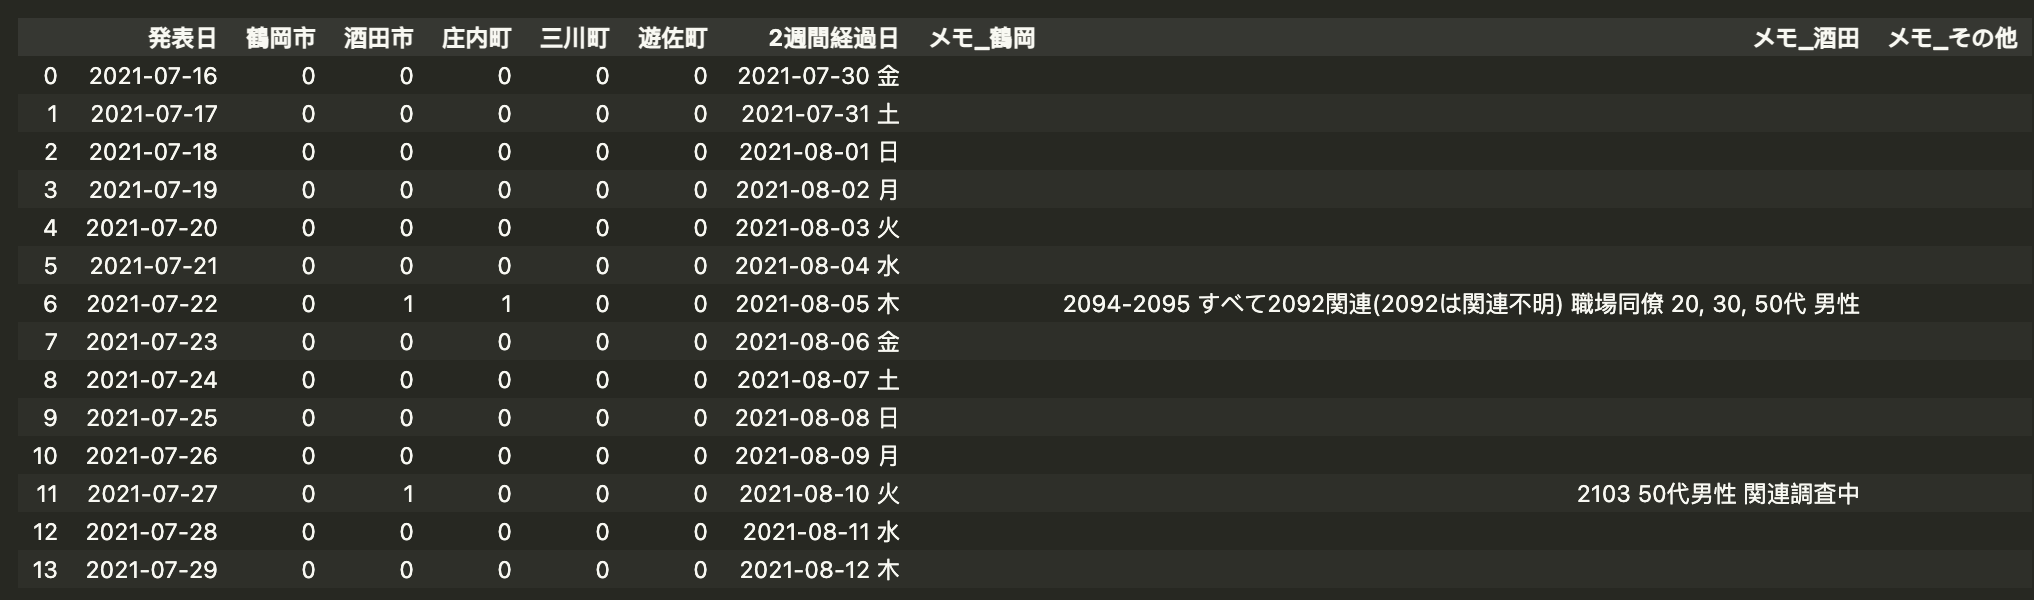 発表日 鶴岡市 酒田市 庄内町 三川町 遊佐町 2週間経過日 メモ_鶴岡 メモ_酒田 メモ_その他
0 2021-07-16 0 0 0 0 0 2021-07-30 金
1 2021-07-17 0 0 0 0 0 2021-07-31 土
2 2021-07-18 0 0 0 0 0 2021-08-01 日
3 2021-07-19 0 0 0 0 0 2021-08-02 月
4 2021-07-20 0 0 0 0 0 2021-08-03 火
5 2021-07-21 0 0 0 0 0 2021-08-04 水
6 2021-07-22 0 1 1 0 0 2021-08-05 木 2094-2095 すべて2092関連(2092は関連不明) 職場同僚 20, 30, 50代 男性
7 2021-07-23 0 0 0 0 0 2021-08-06 金
8 2021-07-24 0 0 0 0 0 2021-08-07 土
9 2021-07-25 0 0 0 0 0 2021-08-08 日
10 2021-07-26 0 0 0 0 0 2021-08-09 月
11 2021-07-27 0 1 0 0 0 2021-08-10 火 2103 50代男性 関連調査中
12 2021-07-28 0 0 0 0 0 2021-08-11 水
13 2021-07-29 0 0 0 0 0 2021-08-12 木